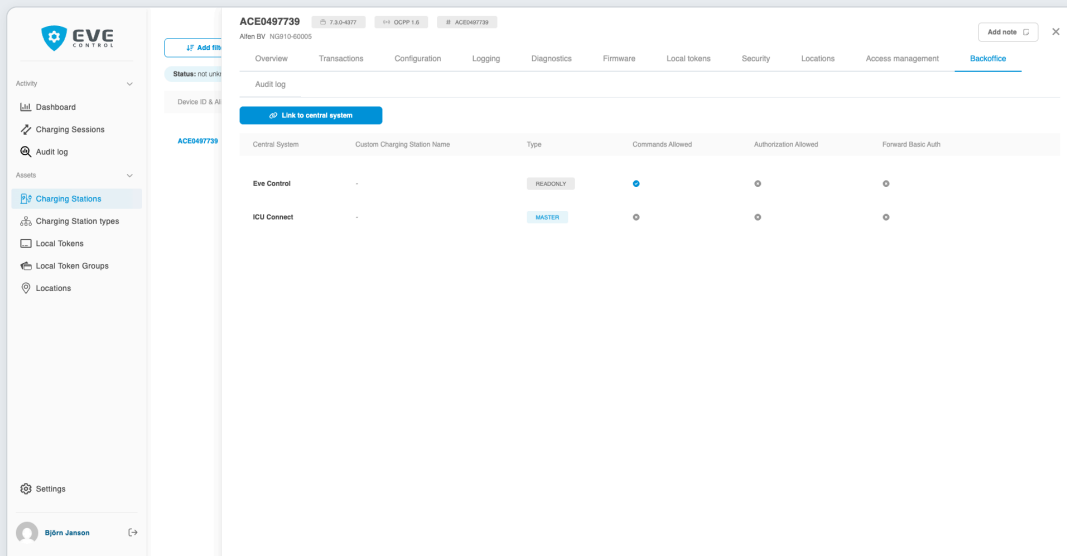 EVE
CONTROL
Activity
Dashboard
Charging Sessions
Audit log
Assets
Charging Stations
Charging Station types
Local Tokens
Local Token Groups
Locations
Settings
Björn Janson
Add filte
Status: not unkn
Device ID & Al
ACE0497739
ACE0497739 7.3.0-4377 OCPP 1.6 # ACE0497739
Alfen BV NG910-60005
Add note
Overview Transactions Configuration Logging Diagnostics Firmware Local tokens Security Locations Access management Backoffice
Audit log
Link to central system
Central System Custom Charging Station Name Type Commands Allowed Authorization Allowed Forward Basic Auth
Eve Control - READONLY
ICU Connect - MASTER